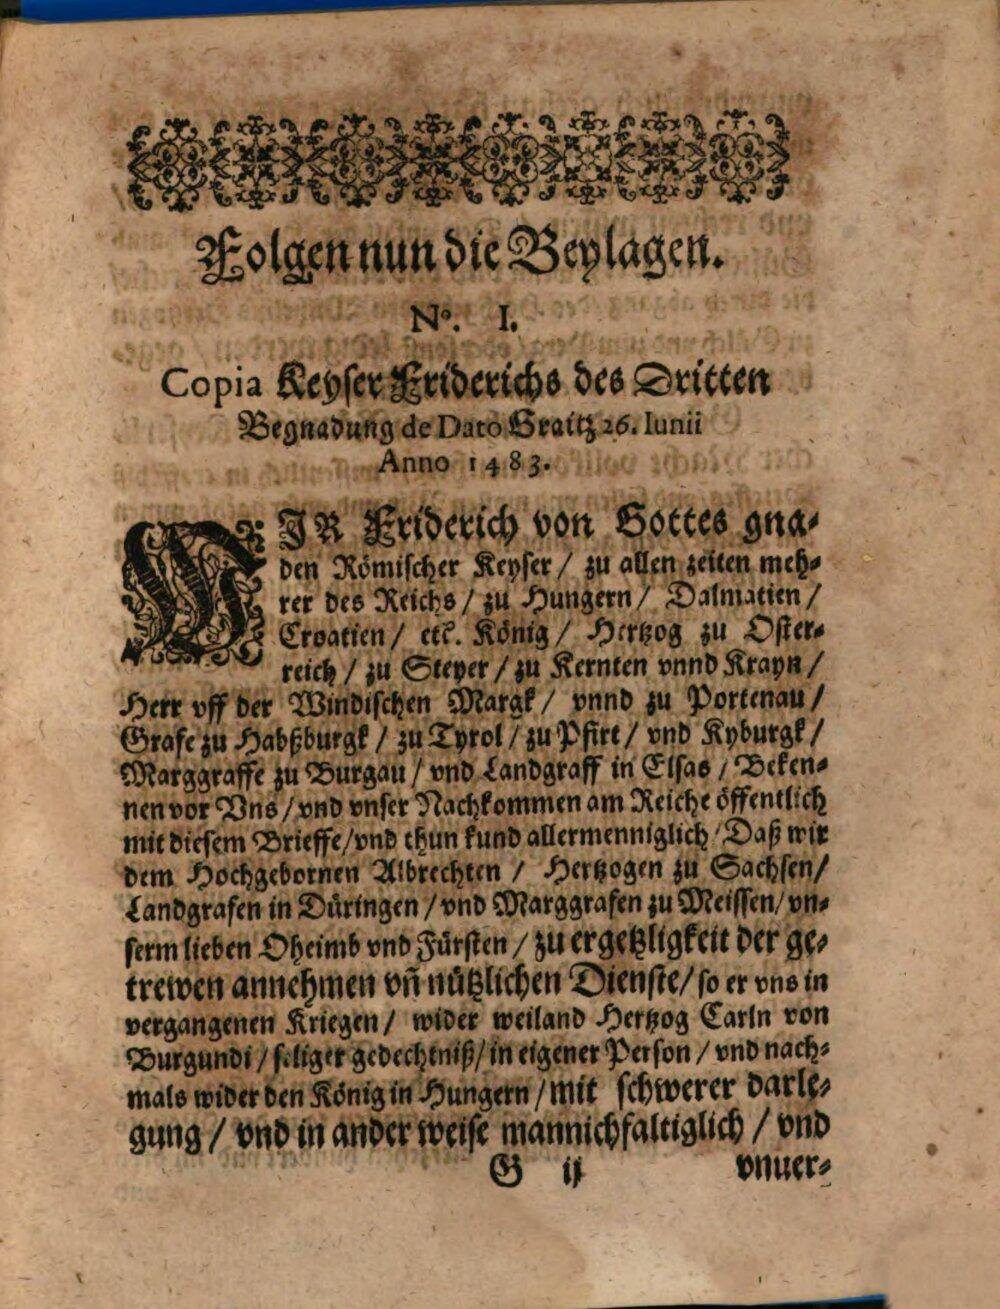 Folgen nun die Beylagen.
Nº. I.
Copia Keyser Friderichs des Dritten
Begnadung de Dato Graitz 26. Iunii
Anno 1483.
WJR Friderich von Gottes gna-
den Römischer Keyser / zu allen zeiten meh-
rer des Reichs / zu Hungern / Dalmatien /
Croatien / etc. König / Hertzog zu Oster-
reich / zu Steyer / zu Kernten vnnd Krayn /
Herr vff der Windischen Margk / vnnd zu Portenau /
Grafe zu Habßburgk / zu Tyrol / zu Pfirt / vnd Kyburgk /
Marggraffe zu Burgau / vnd Landgraff in Elsas / Beken-
nen vor Vns / vnd vnser Nachkommen am Reiche öffentlich
mit diesem Brieffe / vnd thun kund allermenniglich / Daß wir
dem Hochgebornen Albrechten / Hertzogen zu Sachsen /
Landgrafen in Düringen / vnd Marggrafen zu Meissen / vn-
serm lieben Oheimb vnd Fürsten / zu ergetzligkeit der ge-
trewen annehmen vñ nützlichen Dienste / so er vns in
vergangenen Kriegen / wider weiland Hertzog Carln von
Burgundi / seliger gedechtniß / in eigener Person / vnd nach-
mals wider den König in Hungern / mit schwerer darle-
gung / vnd in ander weise mannichfaltiglich / vnd
G ij vnuer-